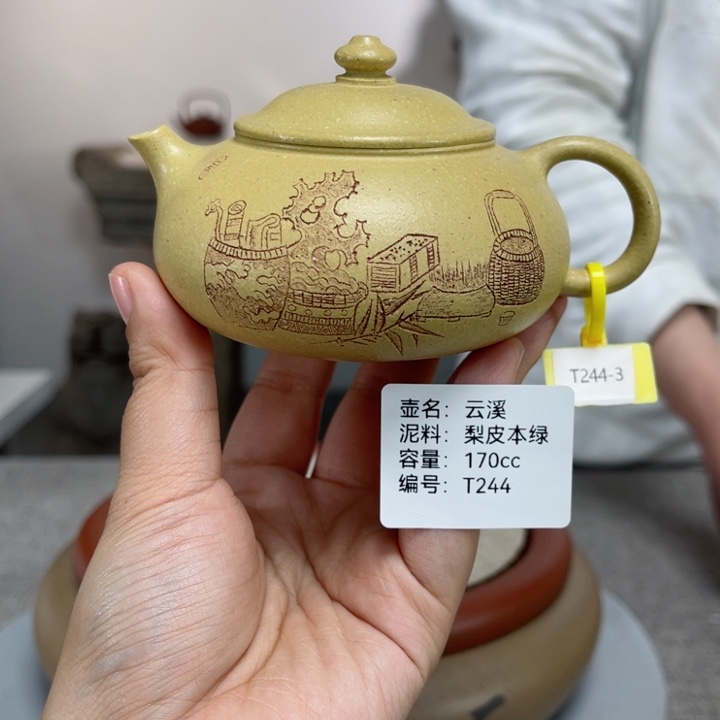 T244-3
壶名: 云溪
泥料: 梨皮本绿
容量: 170cc
编号: T244